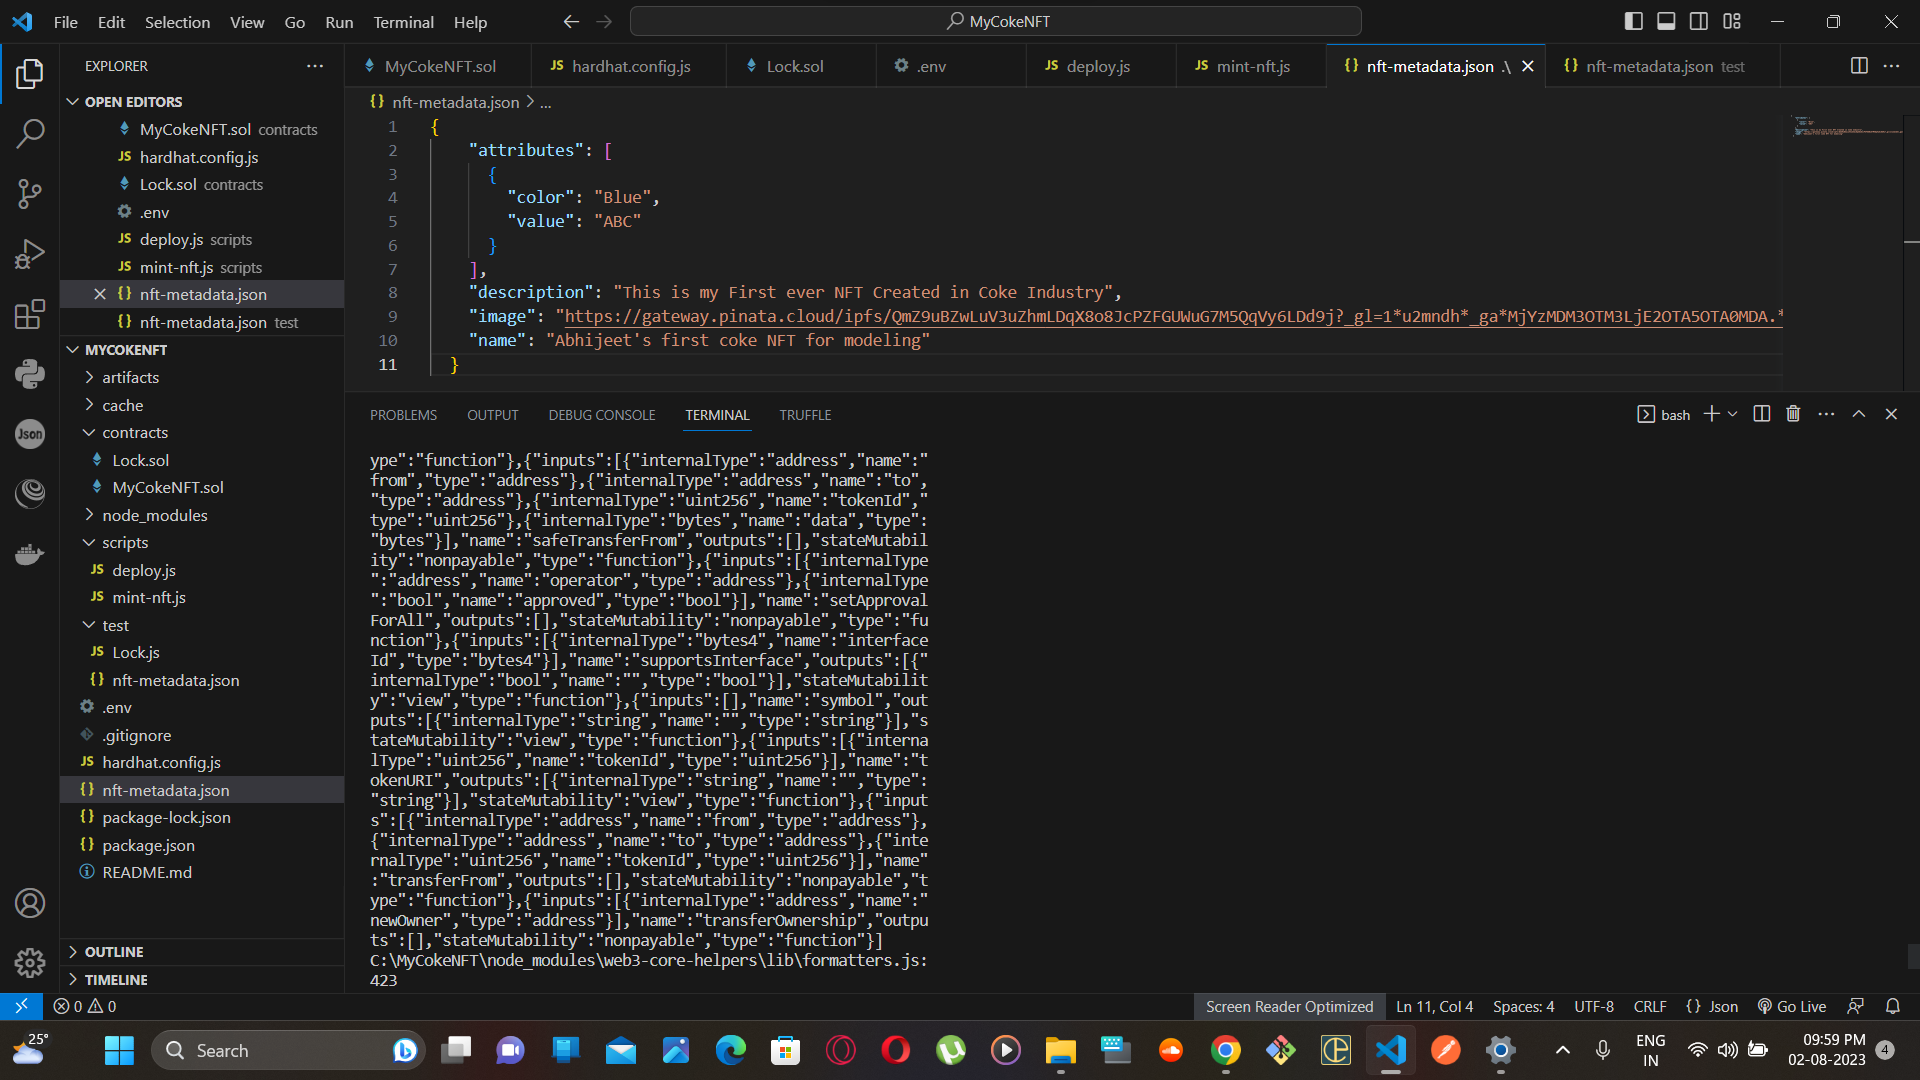 File Edit Selection View Go Run Terminal Help
MyCokeNFT
EXPLORER
OPEN EDITORS
MyCokeNFT.sol contracts
hardhat.config.js
Lock.sol contracts
.env
deploy.js scripts
mint-nft.js scripts
nft-metadata.json
nft-metadata.json test
MYCOKENFT
artifacts
cache
contracts
Lock.sol
MyCokeNFT.sol
node_modules
scripts
deploy.js
mint-nft.js
test
Lock.js
nft-metadata.json
.env
.gitignore
hardhat.config.js
nft-metadata.json
package-lock.json
package.json
README.md
OUTLINE
TIMELINE
MyCokeNFT.sol hardhat.config.js Lock.sol .env deploy.js mint-nft.js nft-metadata.json .\ nft-metadata.json test
nft-metadata.json > ...
1 {
2 "attributes": [
3 {
4 "color": "Blue",
5 "value": "ABC"
6 }
7 ],
8 "description": "This is my First ever NFT Created in Coke Industry",
9 "image": "https://gateway.pinata.cloud/ipfs/QmZ9uBZwLuV3uZhmLDqX8o8JcPZFGUWuG7M5QqVy6LDd9j?_gl=1*u2mndh*_ga*MjYzMDM3OTM3LjE2OTA5OTA0MDA.*
10 "name": "Abhijeet's first coke NFT for modeling"
11 }
PROBLEMS OUTPUT DEBUG CONSOLE TERMINAL TRUFFLE
bash
ype":"function"},{"inputs":[{"internalType":"address","name":"
from","type":"address"},{"internalType":"address","name":"to",
"type":"address"},{"internalType":"uint256","name":"tokenId","
type":"uint256"},{"internalType":"bytes","name":"data","type":
"bytes"}],"name":"safeTransferFrom","outputs":[],"stateMutabil
ity":"nonpayable","type":"function"},{"inputs":[{"internalType
":"address","name":"operator","type":"address"},{"internalType
":"bool","name":"approved","type":"bool"}],"name":"setApproval
ForAll","outputs":[],"stateMutability":"nonpayable","type":"fu
nction"},{"inputs":[{"internalType":"bytes4","name":"interface
Id","type":"bytes4"}],"name":"supportsInterface","outputs":[{"
internalType":"bool","name":"","type":"bool"}],"stateMutabilit
y":"view","type":"function"},{"inputs":[],"name":"symbol","out
puts":[{"internalType":"string","name":"","type":"string"}],"s
tateMutability":"view","type":"function"},{"inputs":[{"interna
lType":"uint256","name":"tokenId","type":"uint256"}],"name":"t
okenURI","outputs":[{"internalType":"string","name":"","type":
"string"}],"stateMutability":"view","type":"function"},{"input
s":[{"internalType":"address","name":"from","type":"address"},
{"internalType":"address","name":"to","type":"address"},{"inte
rnalType":"uint256","name":"tokenId","type":"uint256"}],"name"
:"transferFrom","outputs":[],"stateMutability":"nonpayable","t
ype":"function"},{"inputs":[{"internalType":"address","name":"
newOwner","type":"address"}],"name":"transferOwnership","outpu
ts":[],"stateMutability":"nonpayable","type":"function"}]
C:\MyCokeNFT\node_modules\web3-core-helpers\lib\formatters.js:
423
0 0
Screen Reader Optimized Ln 11, Col 4 Spaces: 4 UTF-8 CRLF {} Json Go Live
25°
Search
ENG
IN
09:59 PM
02-08-2023
4
Json